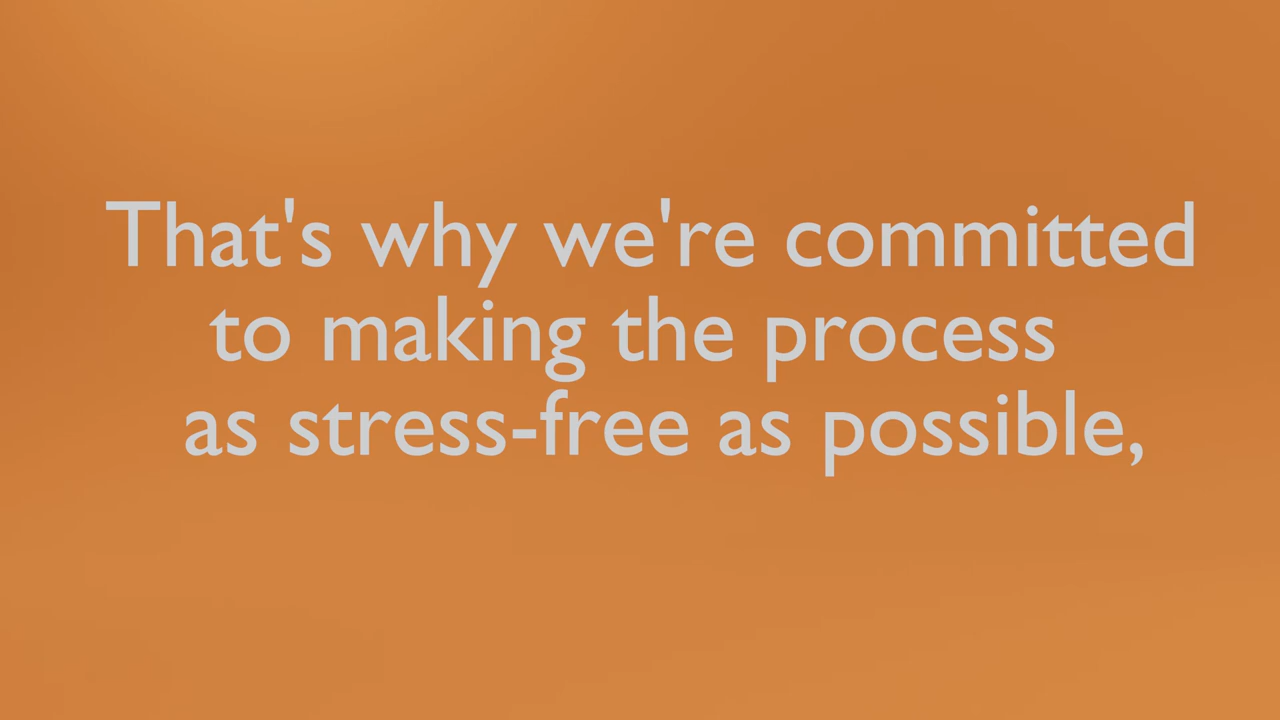 That's why we're committed
to making the process
as stress-free as possible,